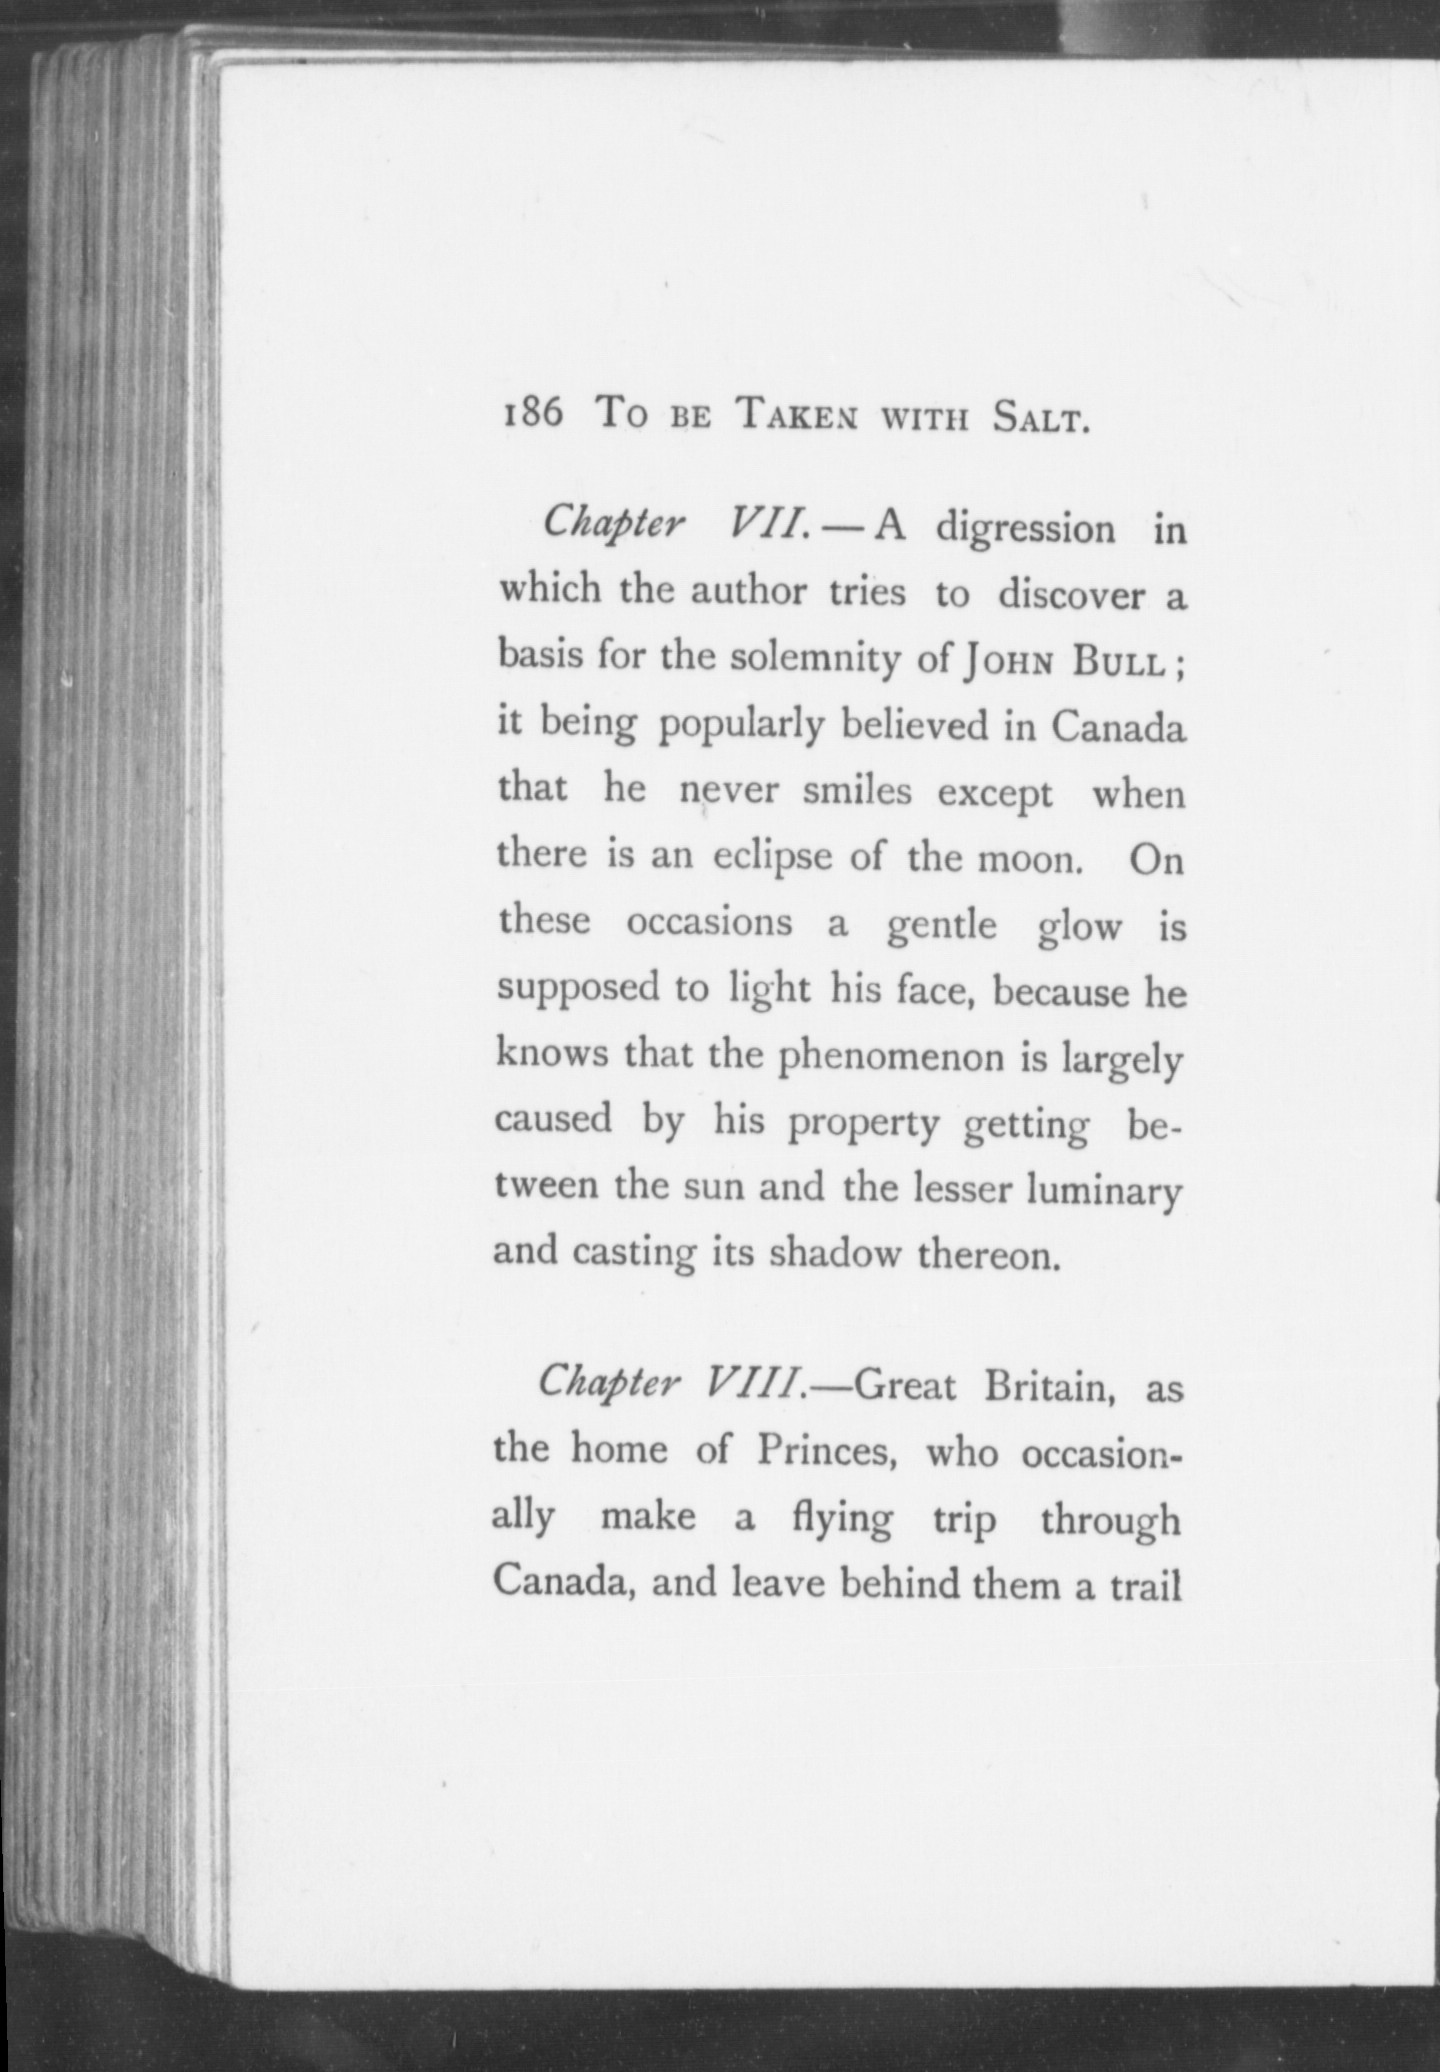 186 To be Taken with Salt.
Chapter VII.—A digression in
which the author tries to discover a
basis for the solemnity of John Bull;
it being popularly believed in Canada
that he never smiles except when
there is an eclipse of the moon. On
these occasions a gentle glow is
supposed to light his face, because he
knows that the phenomenon is largely
caused by his property getting be-
tween the sun and the lesser luminary
and casting its shadow thereon.
Chapter VIII.—Great Britain, as
the home of Princes, who occasion-
ally make a flying trip through
Canada, and leave behind them a trail